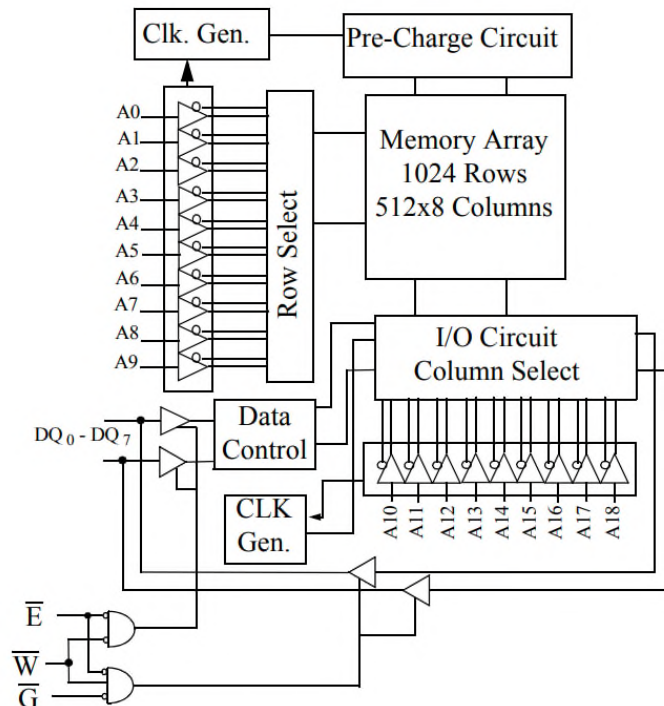 Clk. Gen.
Pre-Charge Circuit
A0
A1
A2
A3
A4
A5
A6
A7
A8
A9
Row Select
Memory Array
1024 Rows
512x8 Columns
I/O Circuit
Column Select
DQ0 - DQ7
Data
Control
CLK
Gen.
A10
A11
A12
A13
A14
A15
A16
A17
A18
E̅
W̅
G̅